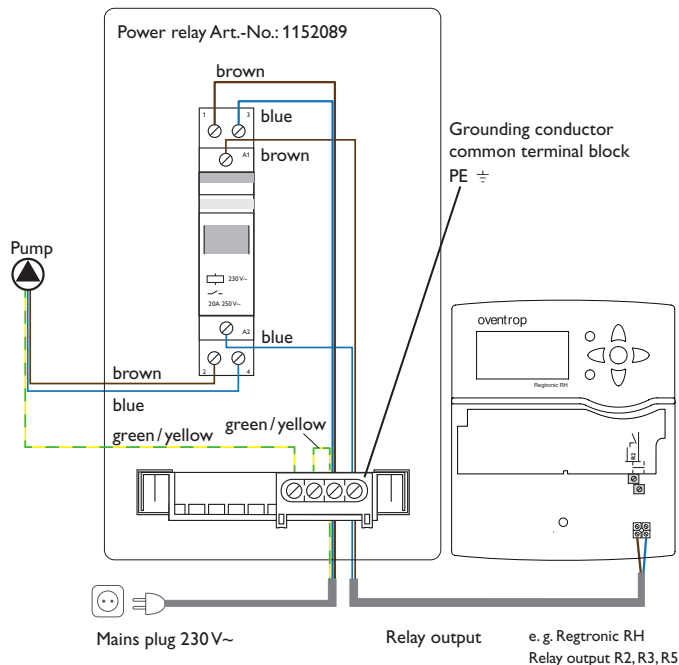 Power relay Art.-No.: 1152089
brown
1
3
blue
A1
brown
Grounding conductor
common terminal block
PE
Pump
230 V~
20A 250 V~
A2
blue
2
4
brown
blue
green / yellow
green / yellow
oventrop
Regtronic RH
R2
Mains plug 230 V~
Relay output
e. g. Regtronic RH
Relay output R2, R3, R5